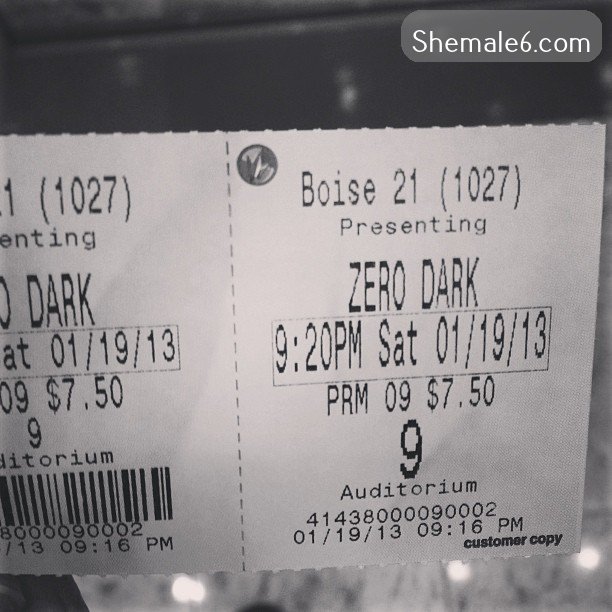 Shemale6.com
1 (1027)
enting
O DARK
at 01/19/13
09 $7.50
9
ditorium
8000090002
/13 09:16 PM
Boise 21 (1027)
Presenting
ZERO DARK
9:20PM Sat 01/19/13
PRM 09 $7.50
9
Auditorium
41438000090002
01/19/13 09:16 PM
customer copy